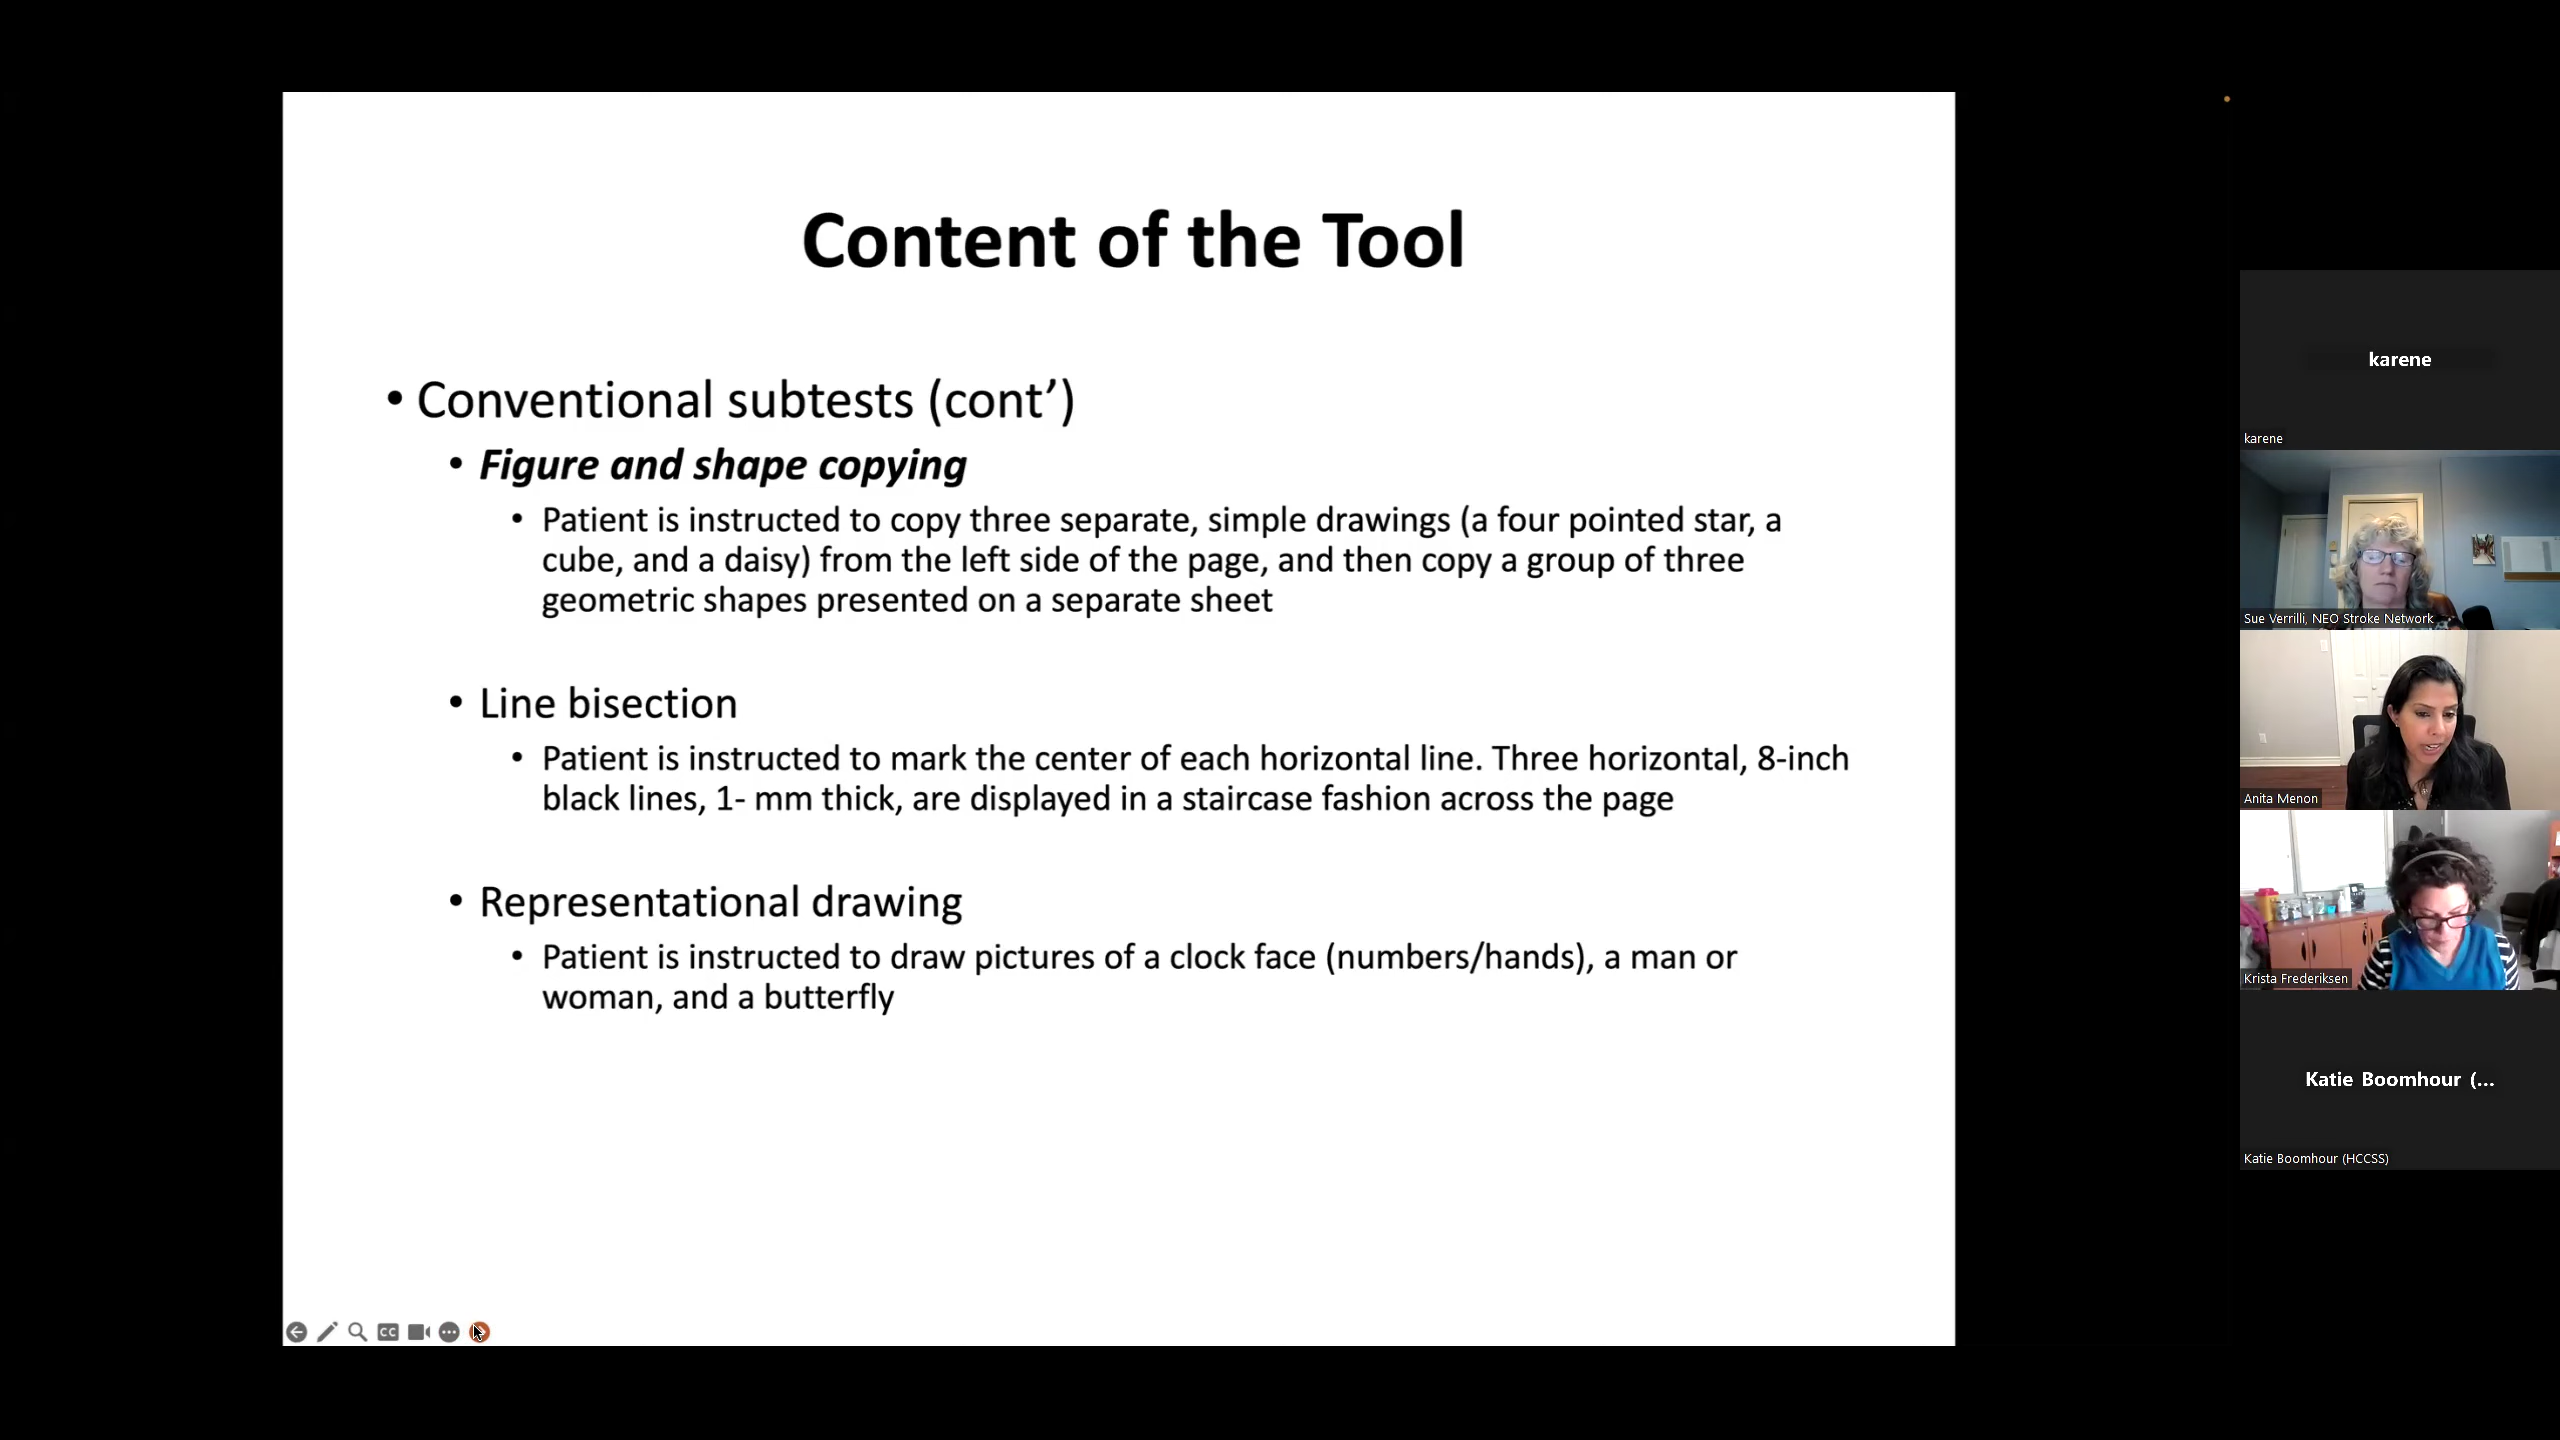 Content of the Tool
• Conventional subtests (cont’)
• Figure and shape copying
• Patient is instructed to copy three separate, simple drawings (a four pointed star, a
cube, and a daisy) from the left side of the page, and then copy a group of three
geometric shapes presented on a separate sheet
• Line bisection
• Patient is instructed to mark the center of each horizontal line. Three horizontal, 8-inch
black lines, 1- mm thick, are displayed in a staircase fashion across the page
• Representational drawing
• Patient is instructed to draw pictures of a clock face (numbers/hands), a man or
woman, and a butterfly
CC
karene
karene
Sue Verrilli, NEO Stroke Network
Anita Menon
Krista Frederiksen
Katie Boomhour (...
Katie Boomhour (HCCSS)